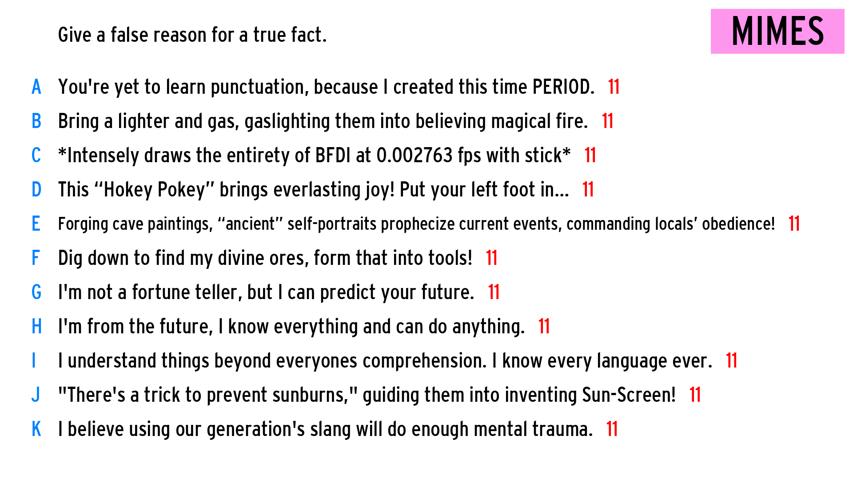 Give a false reason for a true fact.
MIMES
A You're yet to learn punctuation, because I created this time PERIOD. 11
B Bring a lighter and gas, gaslighting them into believing magical fire. 11
C *Intensely draws the entirety of BFDI at 0.002763 fps with stick* 11
D This “Hokey Pokey” brings everlasting joy! Put your left foot in... 11
E Forging cave paintings, “ancient” self-portraits prophecize current events, commanding locals’ obedience! 11
F Dig down to find my divine ores, form that into tools! 11
G I'm not a fortune teller, but I can predict your future. 11
H I'm from the future, I know everything and can do anything. 11
I I understand things beyond everyones comprehension. I know every language ever. 11
J "There's a trick to prevent sunburns," guiding them into inventing Sun-Screen! 11
K I believe using our generation's slang will do enough mental trauma. 11